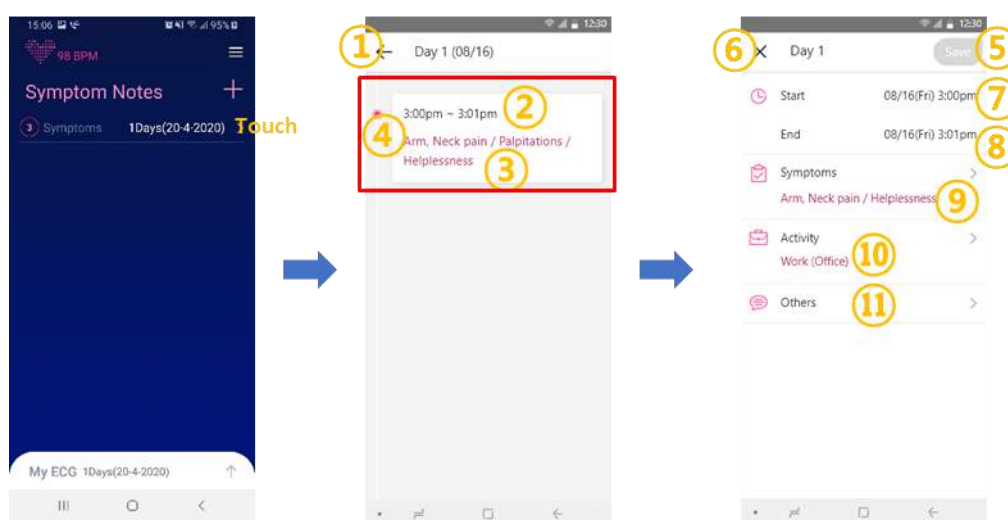 15:06 95%
98 BPM
Symptom Notes +
3 Symptoms 1Days(20-4-2020) Touch
My ECG 1Days(20-4-2020)
12:30
① Day 1 (08/16)
3:00pm ~ 3:01pm ②
④ Arm, Neck pain / Palpitations /
Helplessness ③
12:30
⑥ Day 1 Save ⑤
Start 08/16(Fri) 3:00pm ⑦
End 08/16(Fri) 3:01pm ⑧
Symptoms
Arm, Neck pain / Helplessness ⑨
Activity
Work (Office) ⑩
Others ⑪